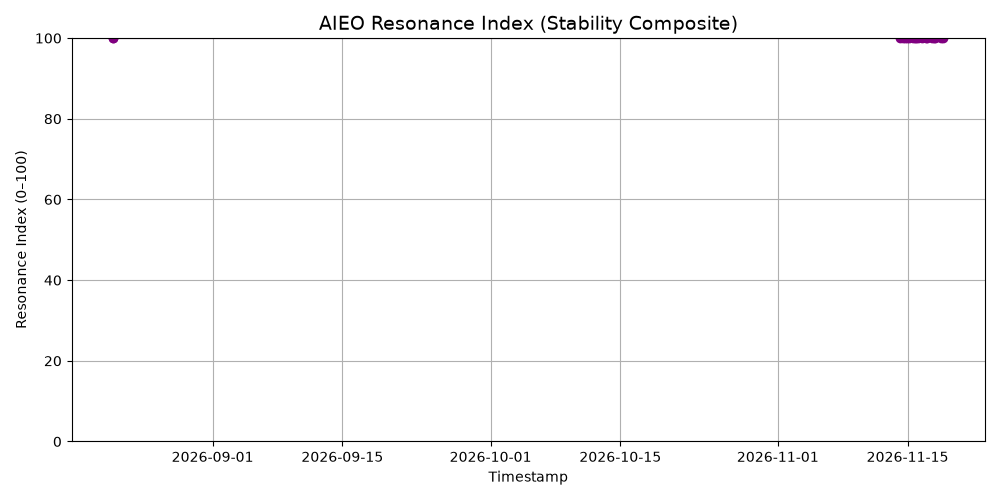 AIEO Resonance Index (Stability Composite)
Resonance Index (0–100)
100
80
60
40
20
0
2026-09-01 2026-09-15 2026-10-01 2026-10-15 2026-11-01 2026-11-15
Timestamp